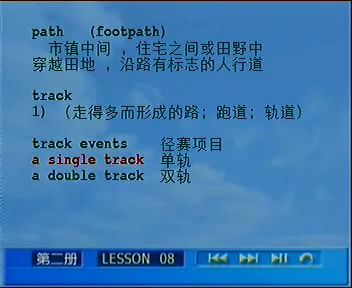 path (footpath)
市镇中间 , 住宅之间或田野中
穿越田地 , 沿路有标志的人行道
track
1) (走得多而形成的路; 跑道; 轨道)
track events 径赛项目
a single track 单轨
a double track 双轨
第二册 LESSON 08